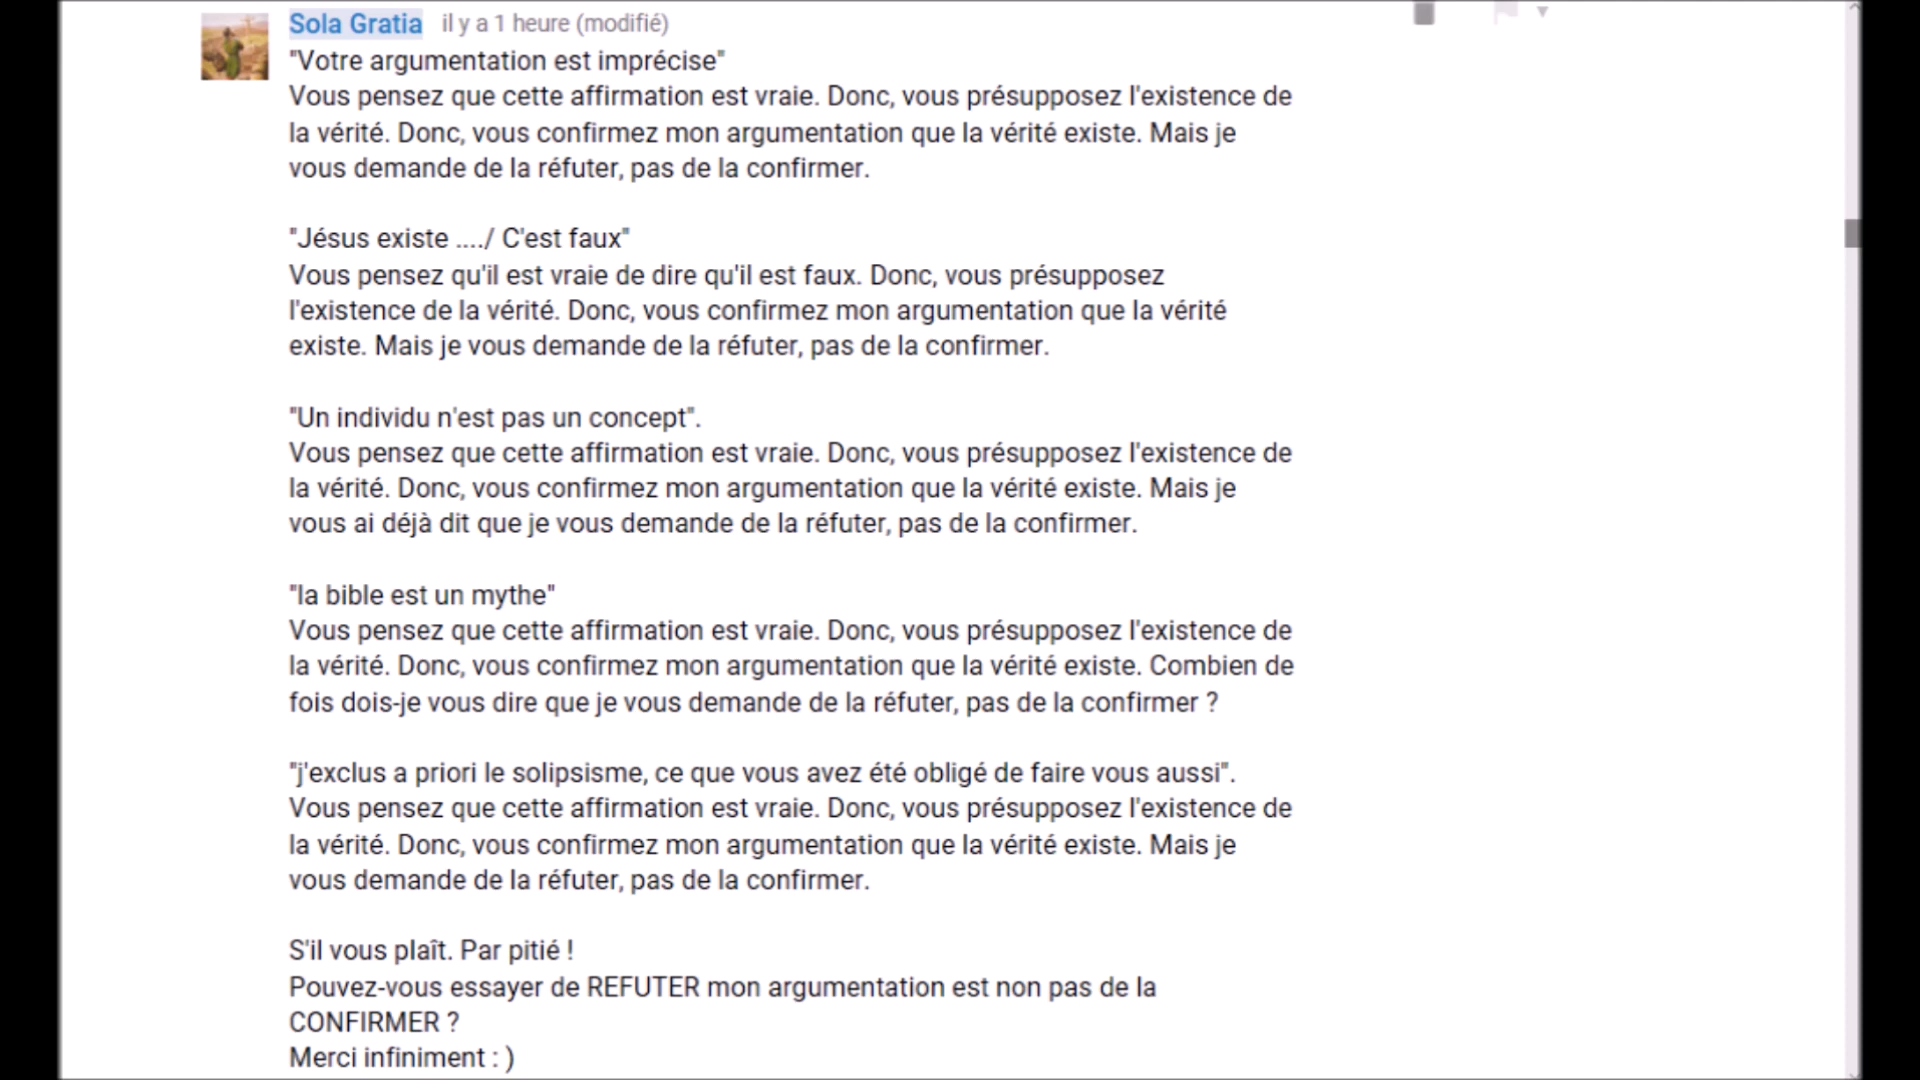 Sola Gratia il y a 1 heure (modifié)
"Votre argumentation est imprécise"
Vous pensez que cette affirmation est vraie. Donc, vous présupposez l'existence de
la vérité. Donc, vous confirmez mon argumentation que la vérité existe. Mais je
vous demande de la réfuter, pas de la confirmer.
"Jésus existe ..../ C'est faux"
Vous pensez qu'il est vraie de dire qu'il est faux. Donc, vous présupposez
l'existence de la vérité. Donc, vous confirmez mon argumentation que la vérité
existe. Mais je vous demande de la réfuter, pas de la confirmer.
"Un individu n'est pas un concept".
Vous pensez que cette affirmation est vraie. Donc, vous présupposez l'existence de
la vérité. Donc, vous confirmez mon argumentation que la vérité existe. Mais je
vous ai déjà dit que je vous demande de la réfuter, pas de la confirmer.
"la bible est un mythe"
Vous pensez que cette affirmation est vraie. Donc, vous présupposez l'existence de
la vérité. Donc, vous confirmez mon argumentation que la vérité existe. Combien de
fois dois-je vous dire que je vous demande de la réfuter, pas de la confirmer ?
"j'exclus a priori le solipsisme, ce que vous avez été obligé de faire vous aussi".
Vous pensez que cette affirmation est vraie. Donc, vous présupposez l'existence de
la vérité. Donc, vous confirmez mon argumentation que la vérité existe. Mais je
vous demande de la réfuter, pas de la confirmer.
S'il vous plaît. Par pitié !
Pouvez-vous essayer de REFUTER mon argumentation est non pas de la
CONFIRMER ?
Merci infiniment : )